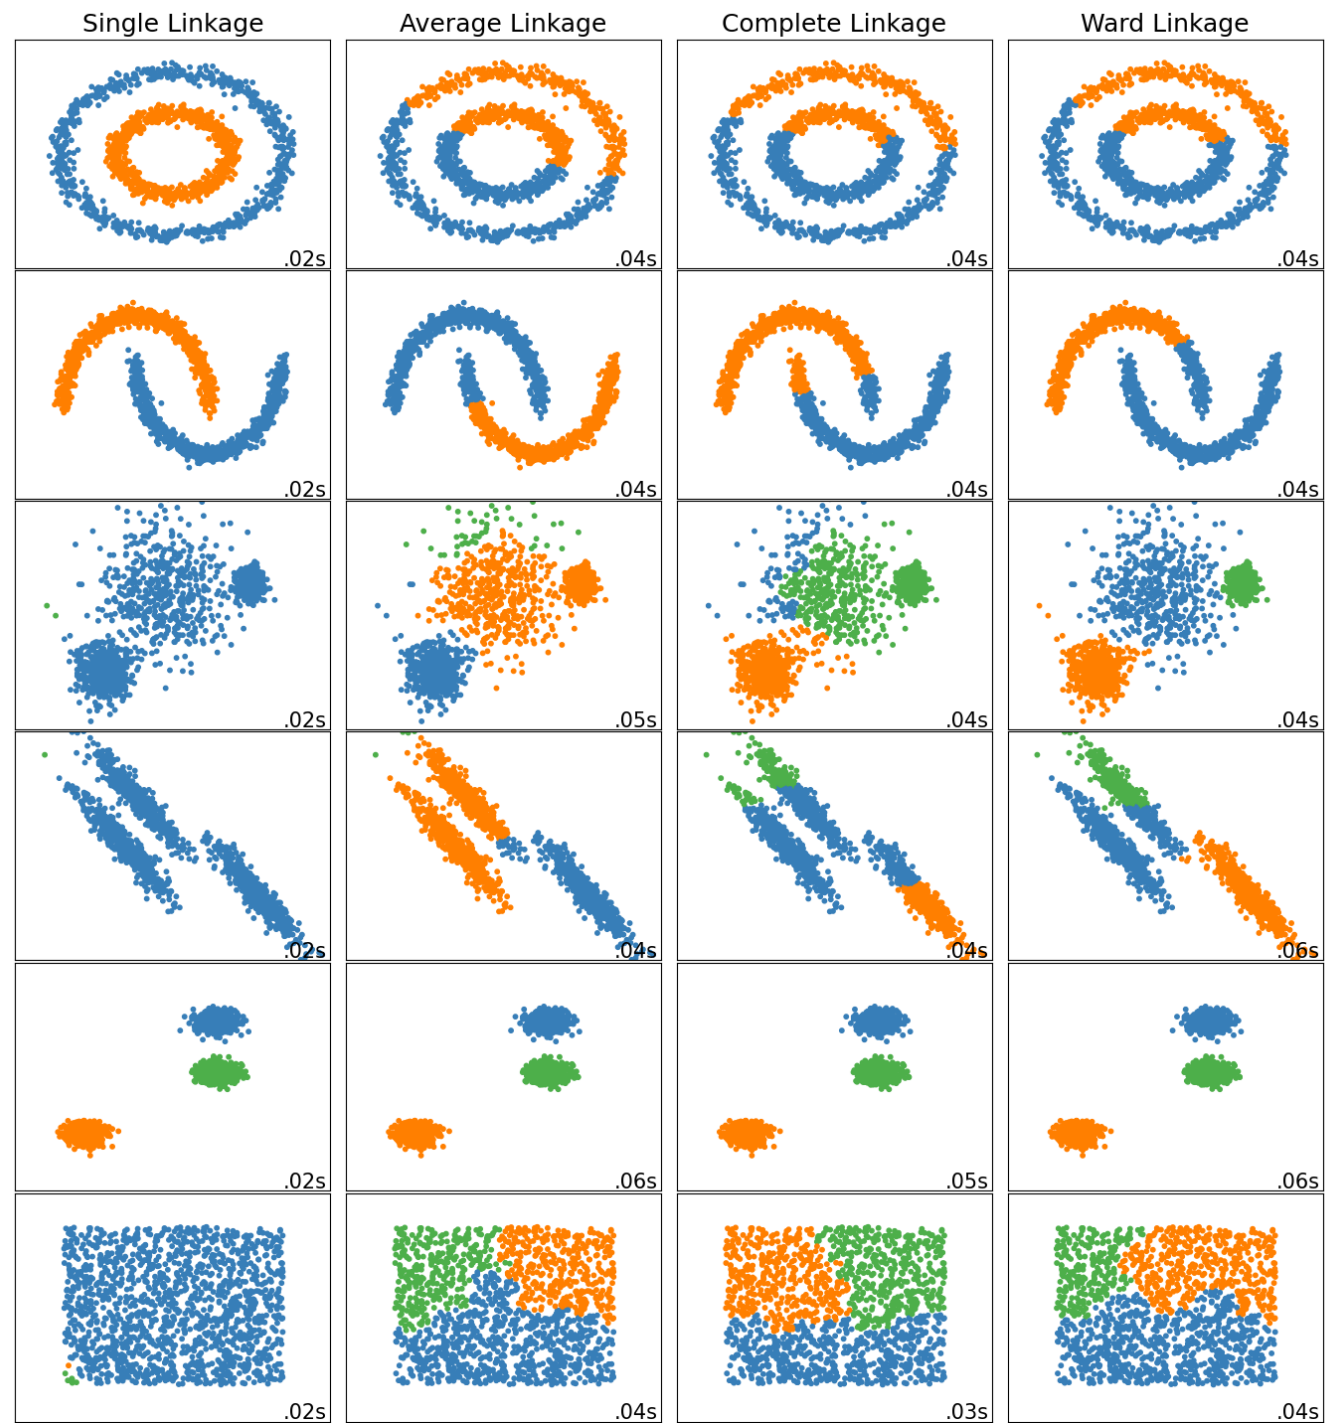 Single Linkage Average Linkage Complete Linkage Ward Linkage
.02s .04s .04s .04s
.02s .04s .04s .04s
.02s .05s .04s .04s
.02s .04s .04s .06s
.02s .06s .05s .06s
.02s .04s .03s .04s